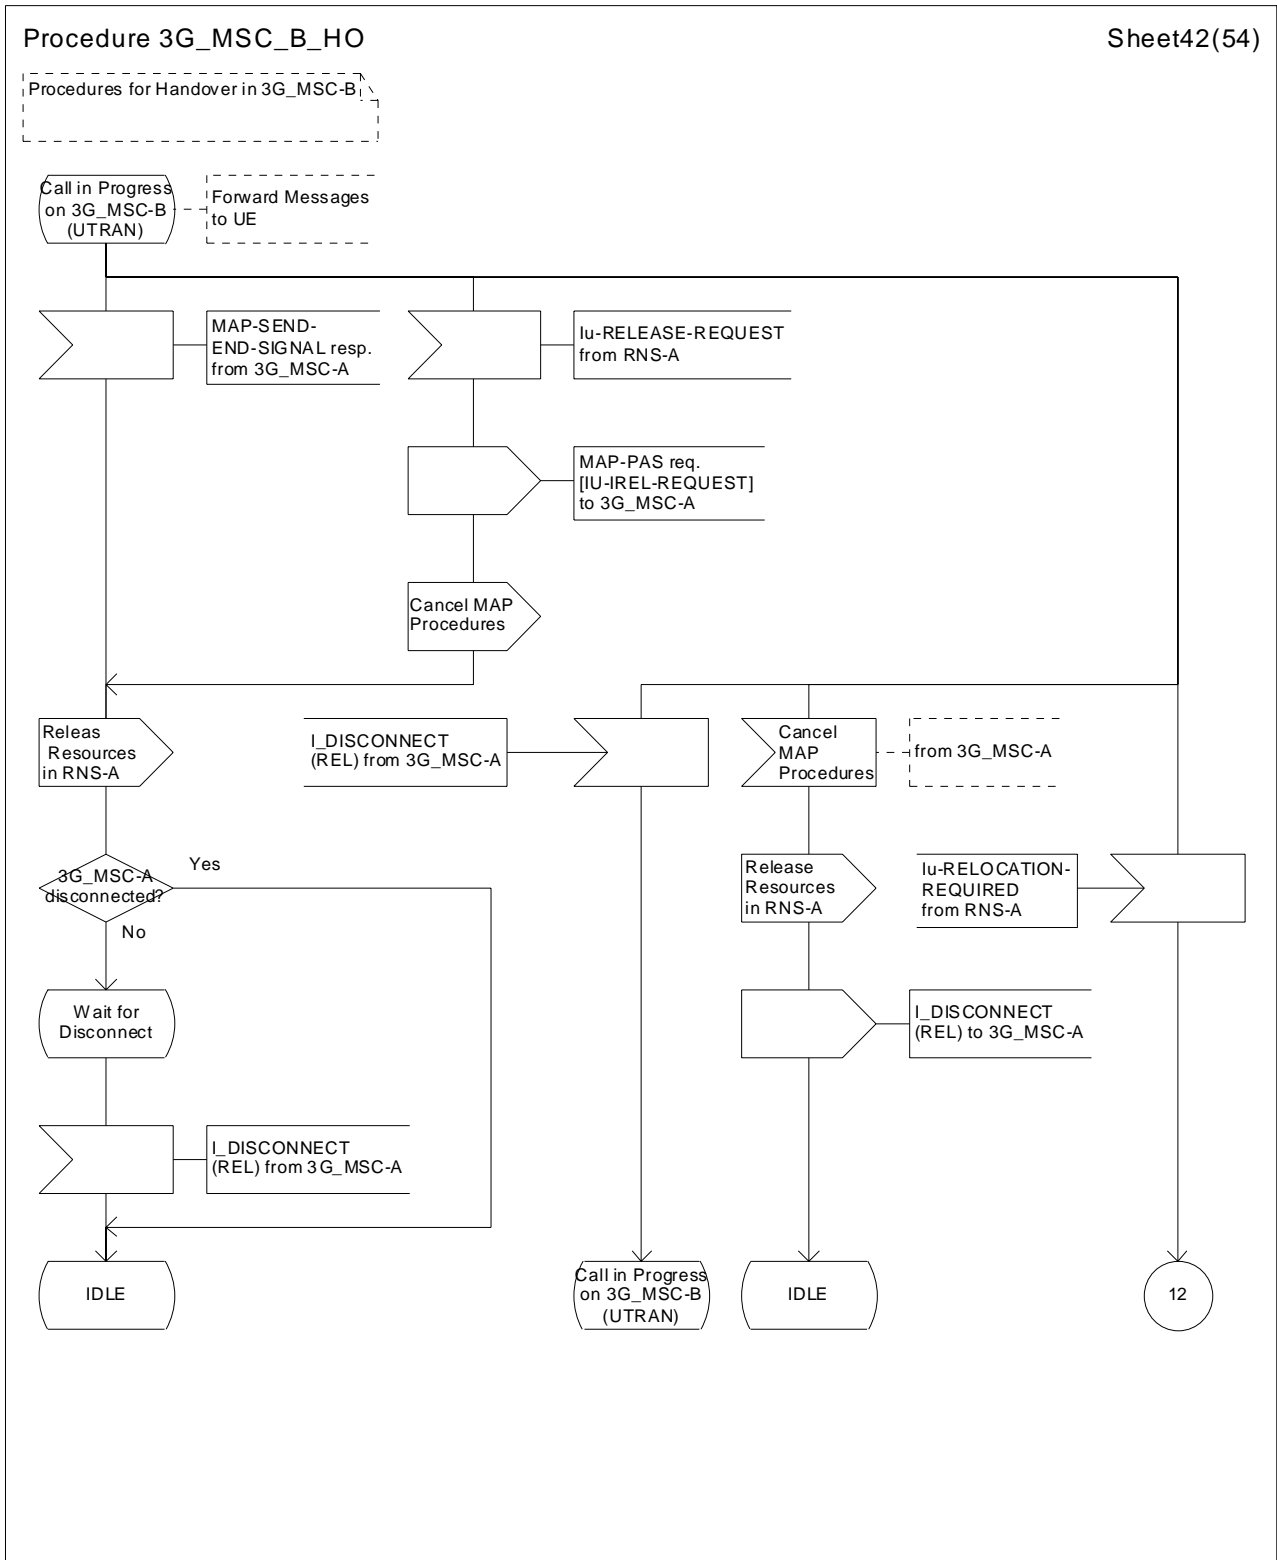 Procedure 3G_MSC_B_HO
Sheet42(54)
Procedures for Handover in 3G_MSC-B
Call in Progress
on 3G_MSC-B
(UTRAN)
Forward Messages
to UE
MAP-SEND-
END-SIGNAL resp.
from 3G_MSC-A
Iu-RELEASE-REQUEST
from RNS-A
MAP-PAS req.
[IU-IREL-REQUEST]
to 3G_MSC-A
Cancel MAP
Procedures
Releas
Resources
in RNS-A
I_DISCONNECT
(REL) from 3G_MSC-A
Cancel
MAP
Procedures
from 3G_MSC-A
3G_MSC-A
disconnected?
Yes
No
Release
Resources
in RNS-A
Iu-RELOCATION-
REQUIRED
from RNS-A
Wait for
Disconnect
I_DISCONNECT
(REL) to 3G_MSC-A
I_DISCONNECT
(REL) from 3G_MSC-A
IDLE
Call in Progress
on 3G_MSC-B
(UTRAN)
IDLE
12